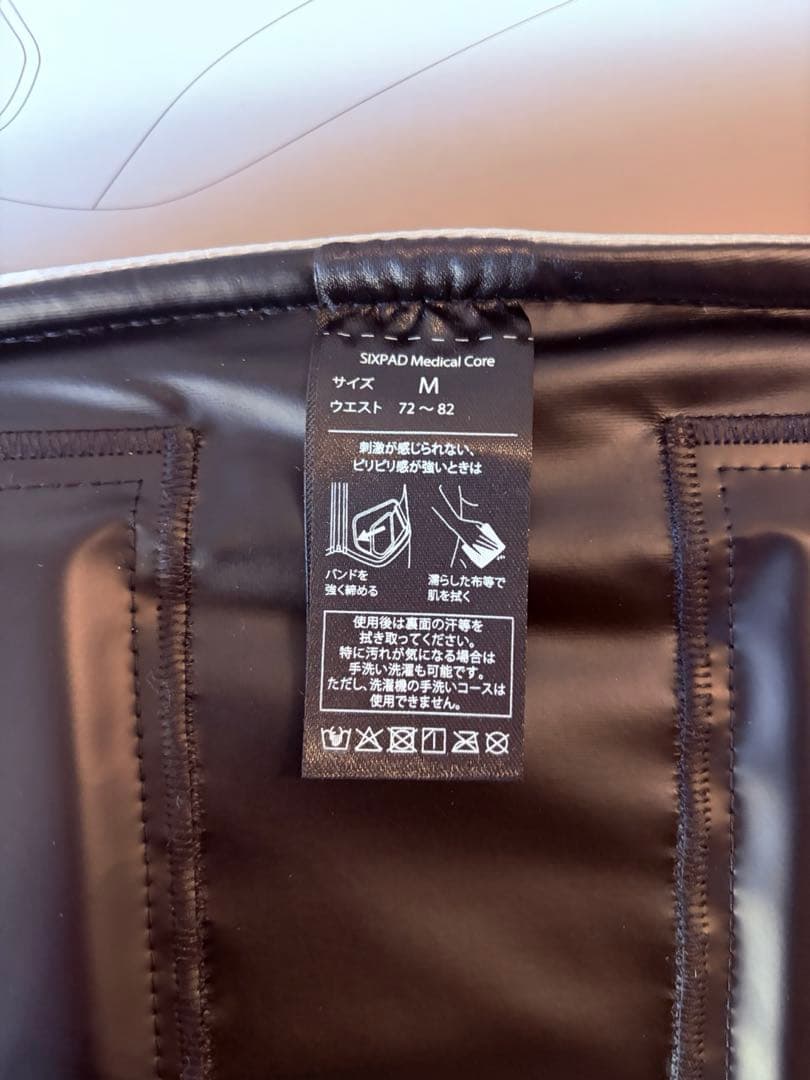 SIXPAD Medical Core
サイズ M
ウエスト 72～82
刺激が感じられない、
ピリピリ感が強いときは
バンドを
強く締める
濡らした布等で
肌を拭く
使用後は裏面の汗等を
拭き取ってください。
特に汚れが気になる場合は
手洗い洗濯も可能です。
ただし、洗濯機の手洗いコースは
使用できません。